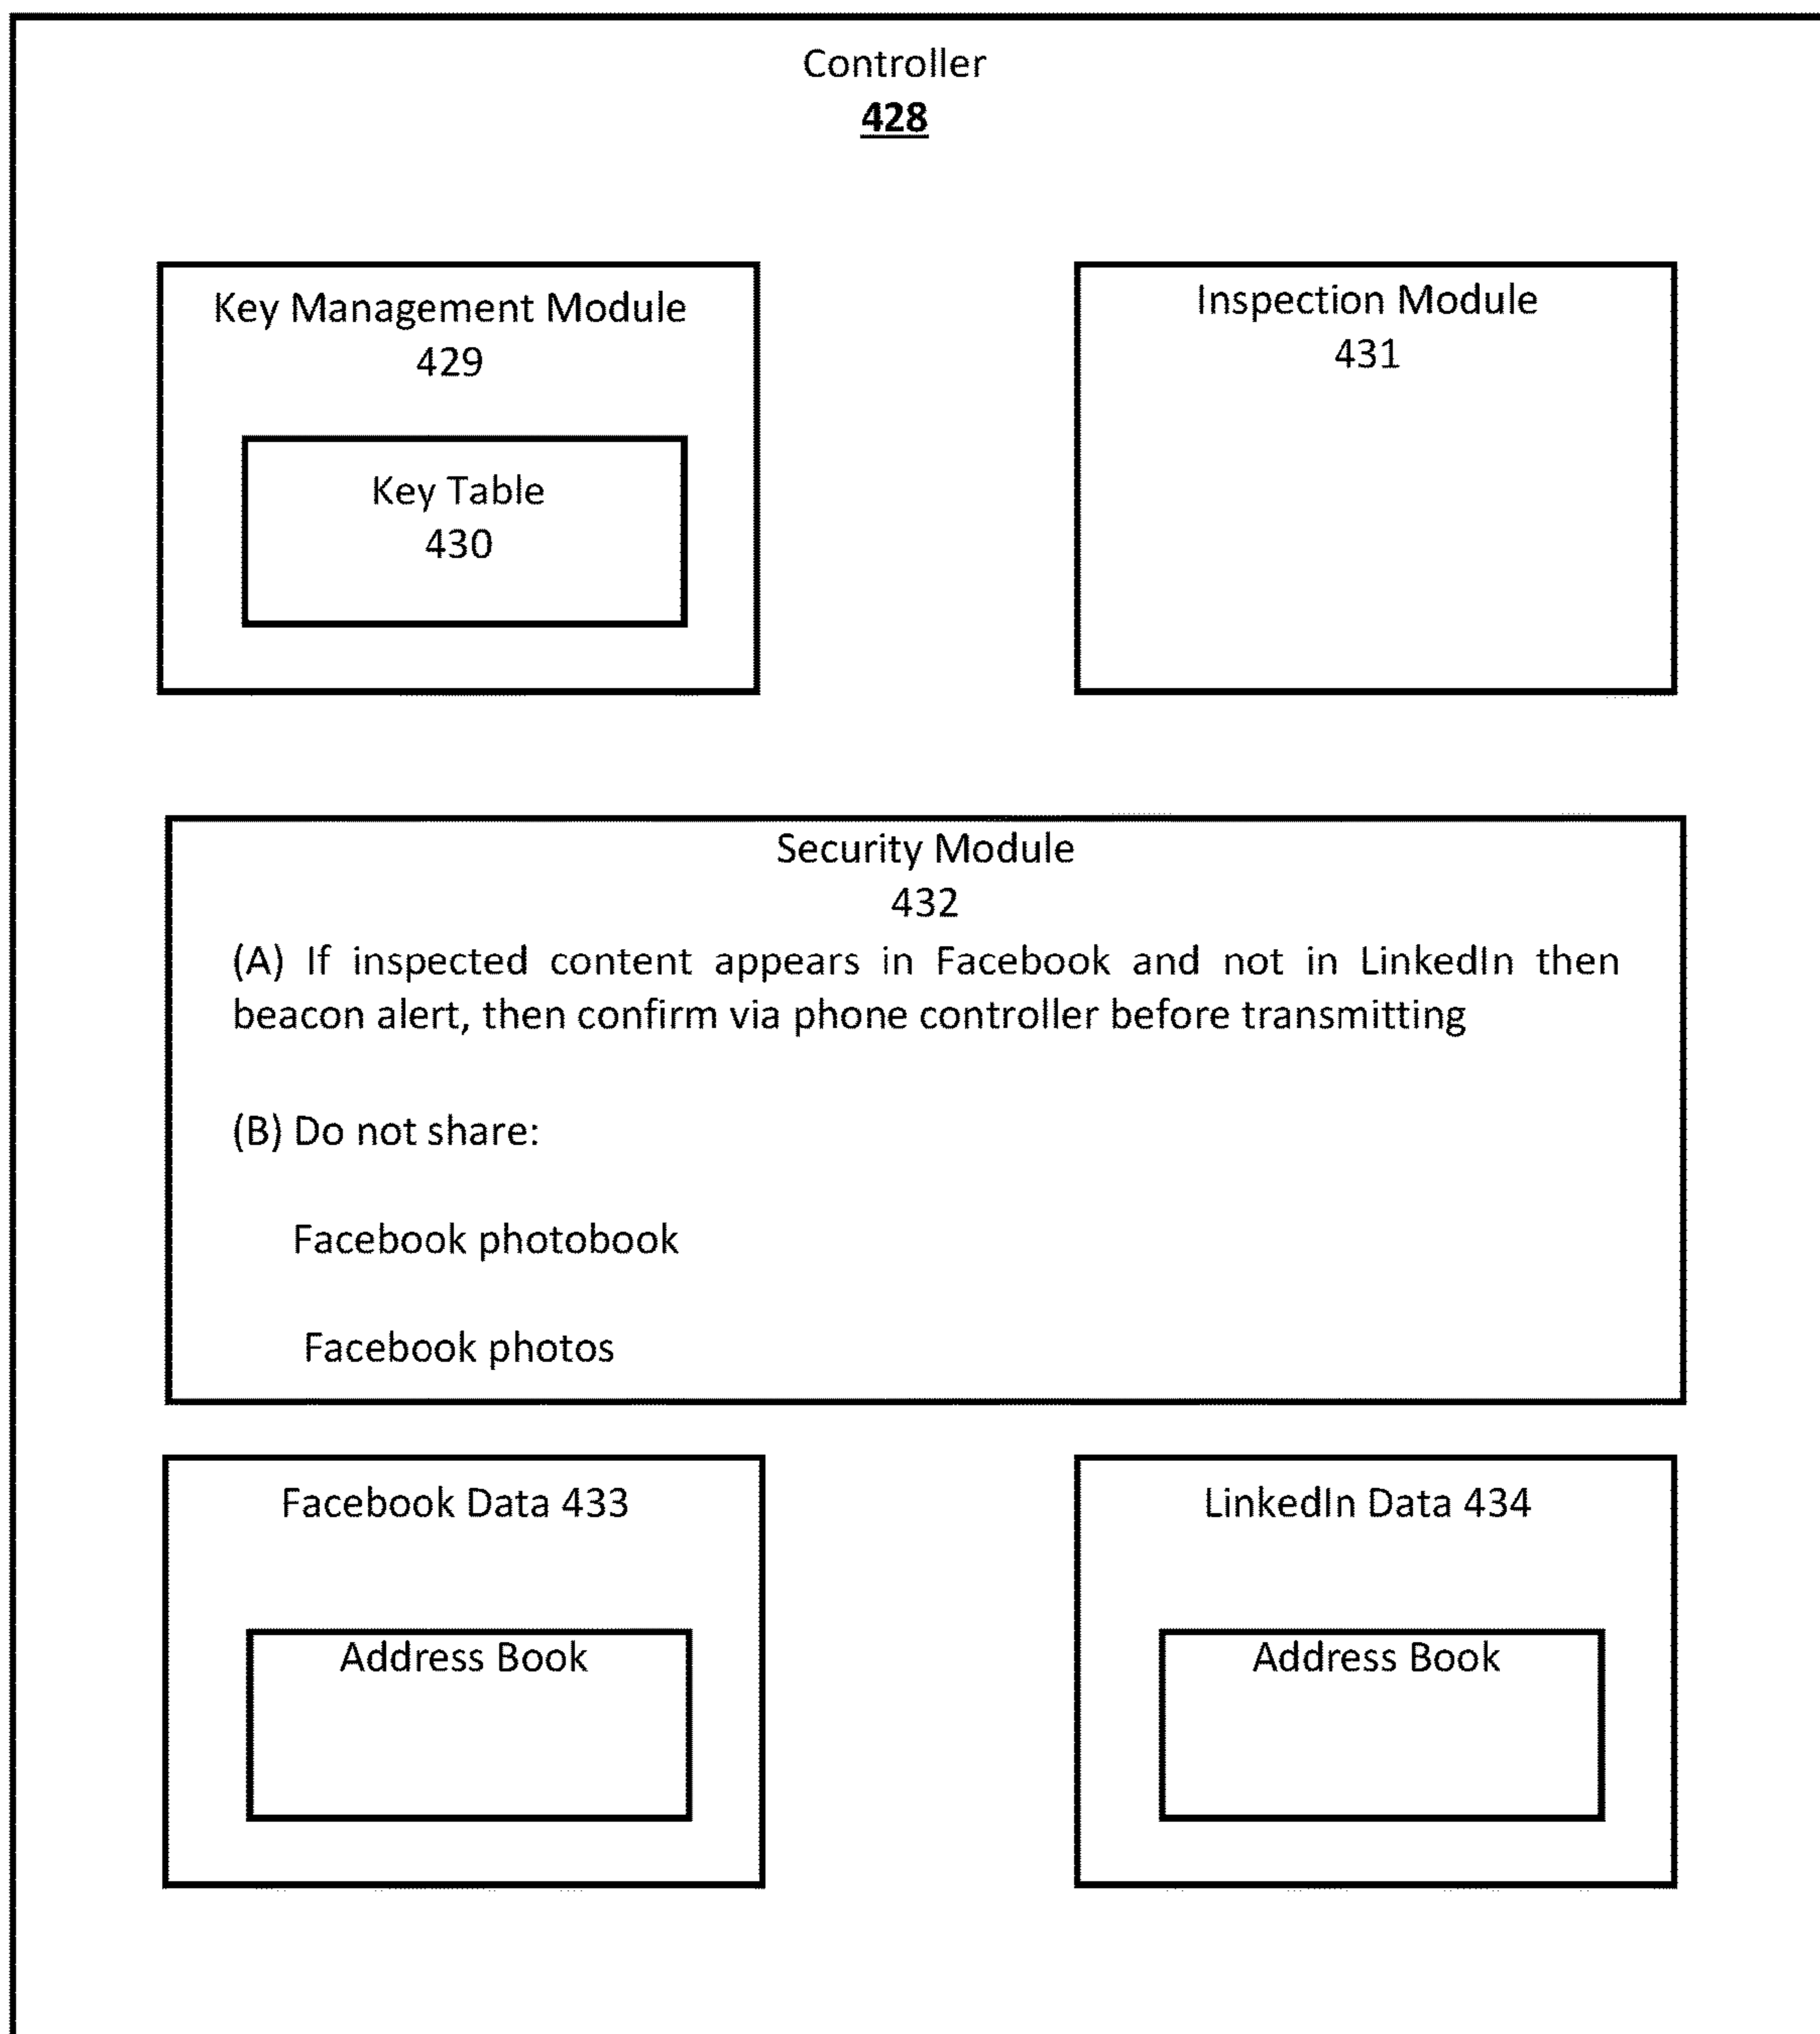 Controller
428
Key Management Module
429
Key Table
430
Inspection Module
431
Security Module
432
(A) If inspected content appears in Facebook and not in LinkedIn then
beacon alert, then confirm via phone controller before transmitting
(B) Do not share:
Facebook photobook
Facebook photos
Facebook Data 433
Address Book
LinkedIn Data 434
Address Book